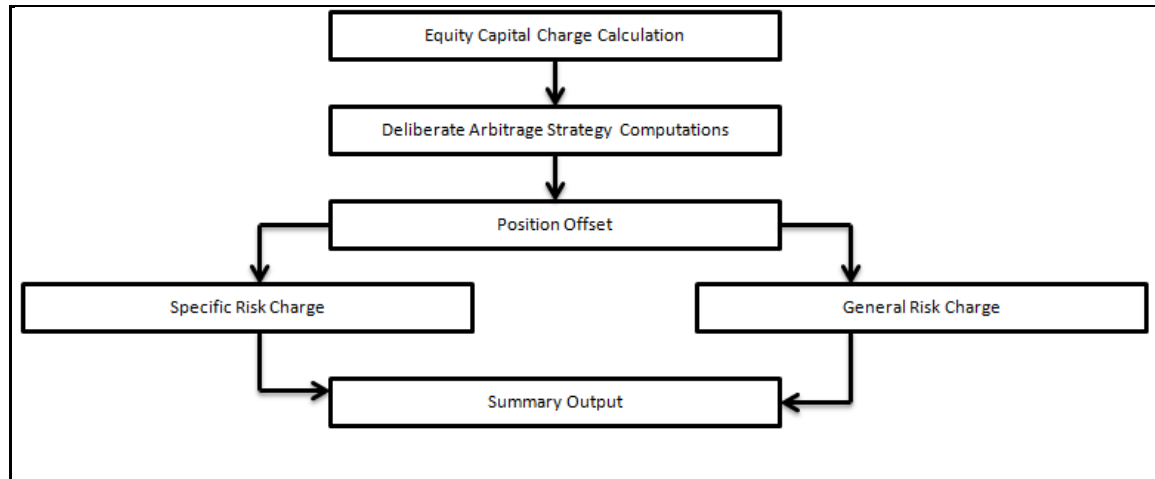 Equity Capital Charge Calculation
Deliberate Arbitrage Strategy Computations
Position Offset
Specific Risk Charge
General Risk Charge
Summary Output